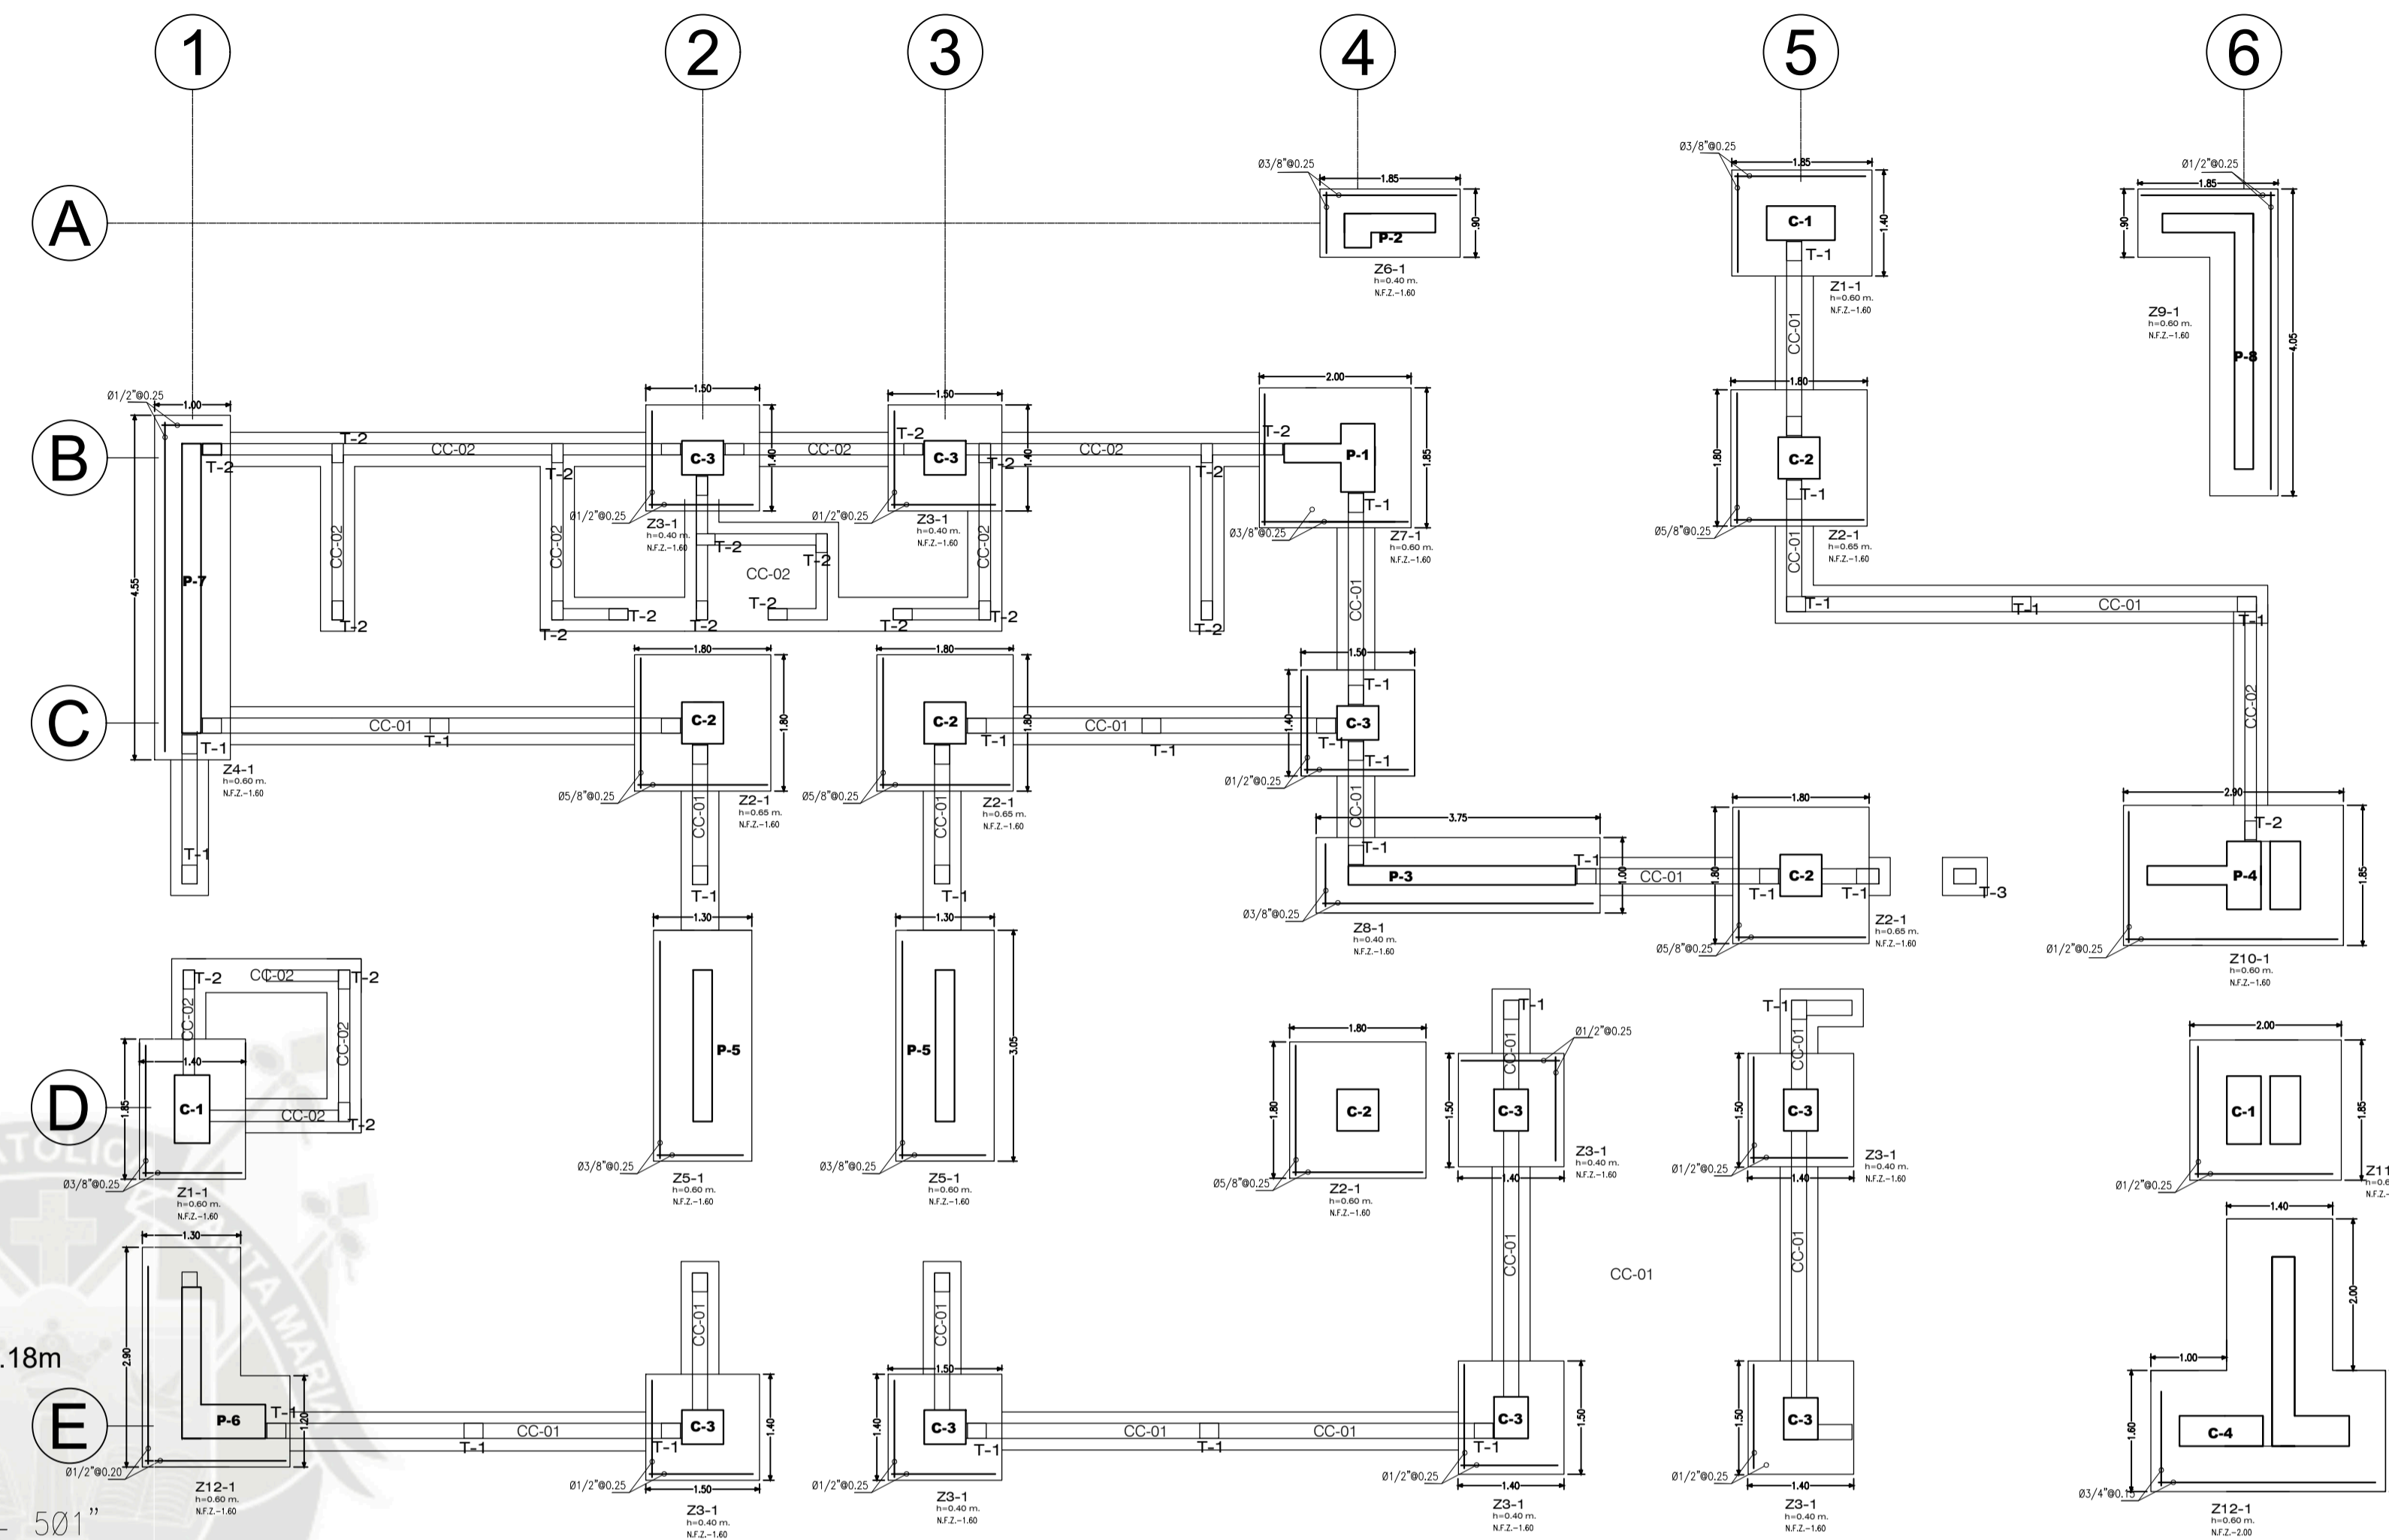 1 2 3 4 5 6
A
Ø3/8"@0.25
1.85
.90
P-2
Z6-1
h=0.40 m.
N.F.Z.-1.60
Ø3/8"@0.25
1.85
C-1
1.40
T-1
Z1-1
h=0.60 m.
N.F.Z.-1.60
CC-01
Ø1/2"@0.25
1.85
.90
Z9-1
h=0.60 m.
N.F.Z.-1.60
P-8
4.05
B
Ø1/2"@0.25
1.00
4.55
P-7
T-2
T-2
CC-02
CC-02
T-2
T-2
CC-02
T-2
1.50
1.40
C-3
Ø1/2"@0.25
Z3-1
h=0.40 m.
N.F.Z.-1.60
T-2
T-2
CC-02
T-2
T-2
T-2
CC-02
T-2
1.50
1.40
C-3
Ø1/2"@0.25
Z3-1
h=0.40 m.
N.F.Z.-1.60
T-2
CC-02
T-2
T-2
CC-02
T-2
T-2
2.00
T-2
P-1
1.85
T-1
Ø3/8"@0.25
Z7-1
h=0.60 m.
N.F.Z.-1.60
CC-01
1.80
1.80
C-2
T-1
Ø5/8"@0.25
Z2-1
h=0.65 m.
N.F.Z.-1.60
CC-01
T-1
T-1
CC-01
T-1
CC-02
C
T-1
CC-01
T-1
Z4-1
h=0.60 m.
N.F.Z.-1.60
T-1
1.80
1.80
C-2
Ø5/8"@0.25
Z2-1
h=0.65 m.
N.F.Z.-1.60
CC-01
T-1
1.80
1.80
C-2
T-1
CC-01
T-1
Ø5/8"@0.25
Z2-1
h=0.65 m.
N.F.Z.-1.60
CC-01
T-1
1.50
1.40
T-1
C-3
T-1
T-1
Ø1/2"@0.25
CC-01
3.75
T-1
P-3
T-1
1.00
Ø3/8"@0.25
Z8-1
h=0.40 m.
N.F.Z.-1.60
CC-01
1.80
1.80
C-2
T-1
T-1
Ø5/8"@0.25
Z2-1
h=0.65 m.
N.F.Z.-1.60
T-3
2.90
T-2
P-4
1.85
Ø1/2"@0.25
Z10-1
h=0.60 m.
N.F.Z.-1.60
D
T-2
CC-02
T-2
CC-02
CC-02
1.40
1.85
C-1
CC-02
T-2
Ø3/8"@0.25
Z1-1
h=0.60 m.
N.F.Z.-1.60
1.30
P-5
Ø3/8"@0.25
Z5-1
h=0.60 m.
N.F.Z.-1.60
1.30
P-5
3.05
Ø3/8"@0.25
Z5-1
h=0.60 m.
N.F.Z.-1.60
1.80
1.80
C-2
Ø5/8"@0.25
Z2-1
h=0.60 m.
N.F.Z.-1.60
T-1
CC-01
Ø1/2"@0.25
1.50
C-3
1.40
Z3-1
h=0.40 m.
N.F.Z.-1.60
CC-01
CC-01
T-1
CC-01
1.50
C-3
Ø1/2"@0.25
1.40
Z3-1
h=0.40 m.
N.F.Z.-1.60
CC-01
2.00
C-1
1.85
Ø1/2"@0.25
Z11
N.F.Z.-
CATOLICA
SANTA MARIA
.18m
E
1.30
2.90
P-6
T-1
1.20
Ø1/2"@0.20
Z12-1
h=0.60 m.
N.F.Z.-1.60
T-1
CC-01
CC-01
T-1
C-3
1.40
Ø1/2"@0.25
1.50
Z3-1
h=0.40 m.
N.F.Z.-1.60
CC-01
1.50
1.40
C-3
T-1
Ø1/2"@0.25
Z3-1
h=0.40 m.
N.F.Z.-1.60
CC-01
T-1
CC-01
C-3
T-1
1.50
Ø1/2"@0.25
1.40
Z3-1
h=0.40 m.
N.F.Z.-1.60
1.50
C-3
Ø1/2"@0.25
1.40
Z3-1
h=0.40 m.
N.F.Z.-1.60
1.40
2.00
1.00
1.60
C-4
Z12-1
h=0.60 m.
N.F.Z.-2.00
- 501"